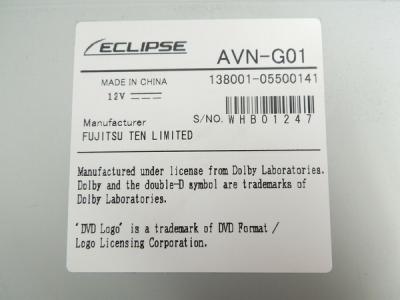 ECLIPSE
AVN-G01
MADE IN CHINA
138001-05500141
12V
S/NO. WHB01247
Manufacturer
FUJITSU TEN LIMITED
Manufactured under license from Dolby Laboratories.
Dolby and the double-D symbol are trademarks of
Dolby Laboratories.
"DVD Logo" is a trademark of DVD Format /
Logo Licensing Corporation.